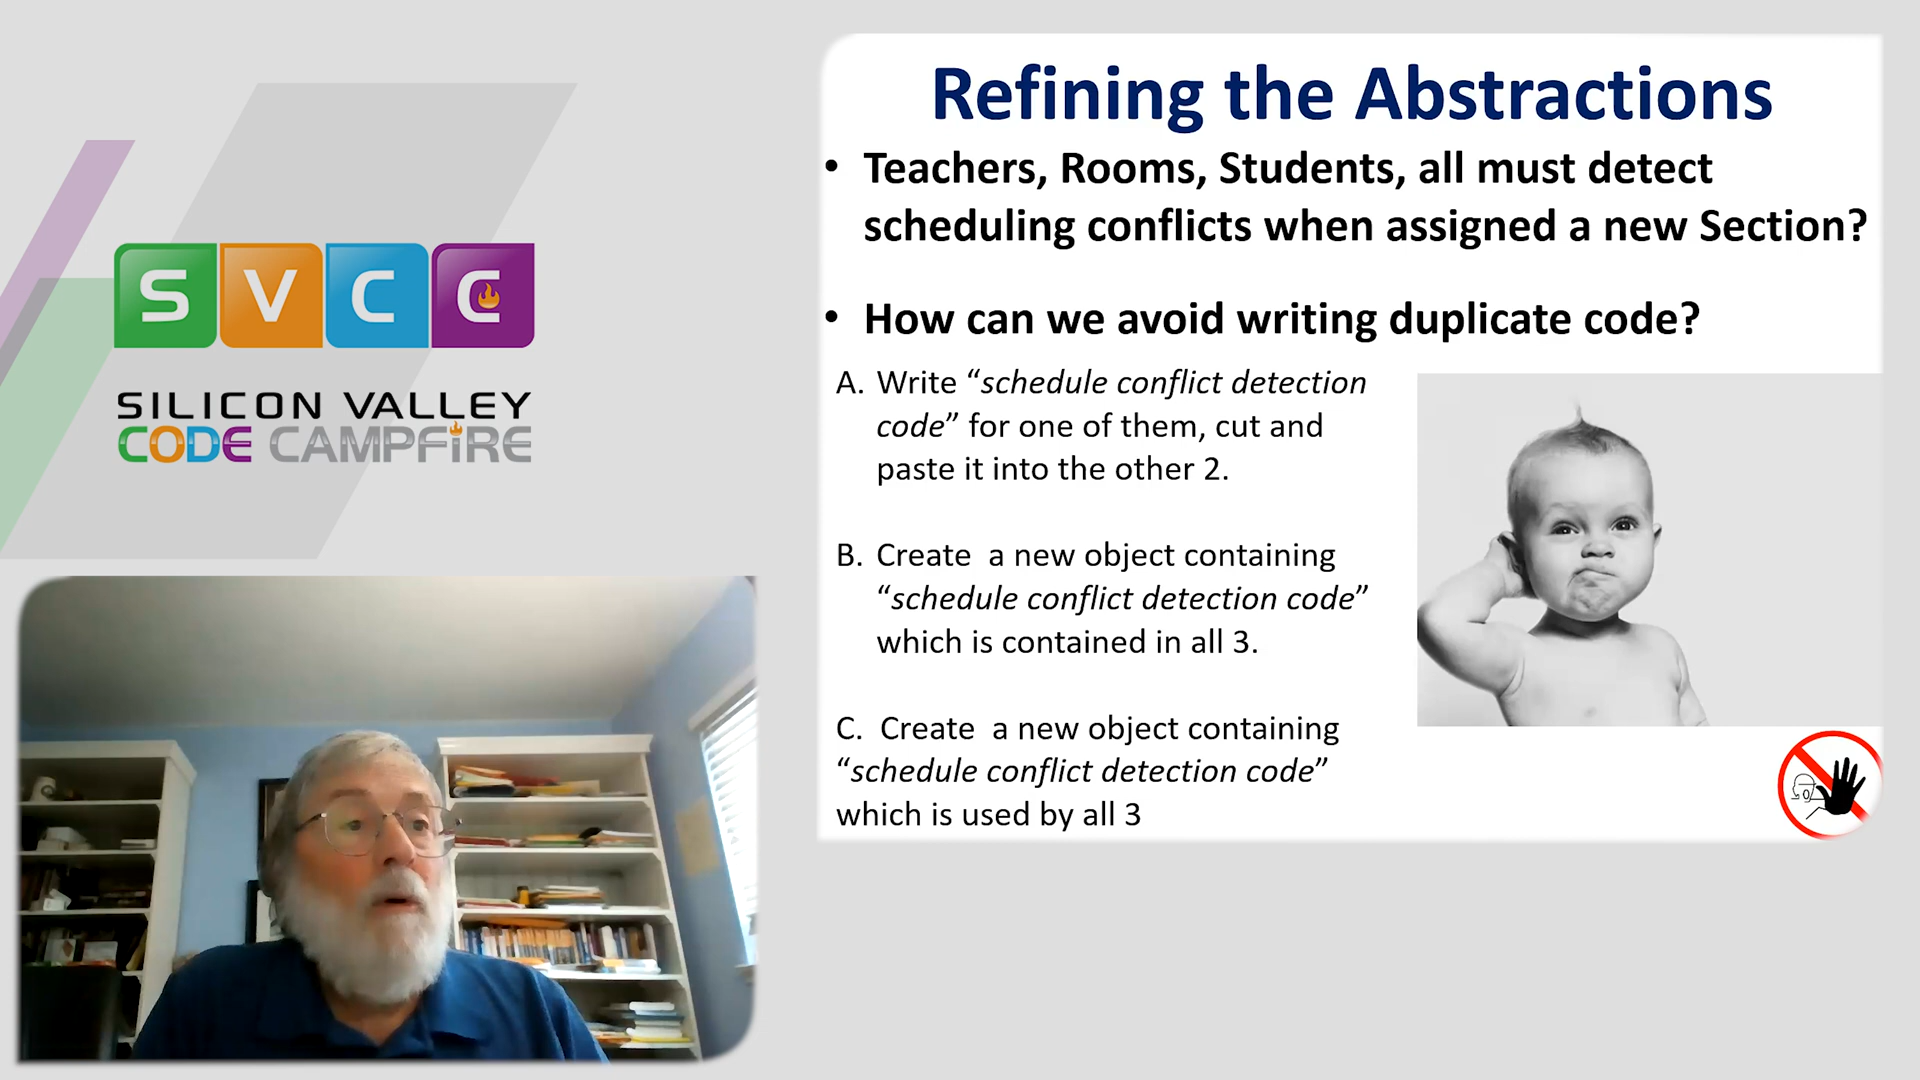 S V C C
SILICON VALLEY
CODE CAMPFIRE
Refining the Abstractions
• Teachers, Rooms, Students, all must detect
scheduling conflicts when assigned a new Section?
• How can we avoid writing duplicate code?
A. Write “schedule conflict detection
code” for one of them, cut and
paste it into the other 2.
B. Create a new object containing
“schedule conflict detection code”
which is contained in all 3.
C. Create a new object containing
“schedule conflict detection code”
which is used by all 3